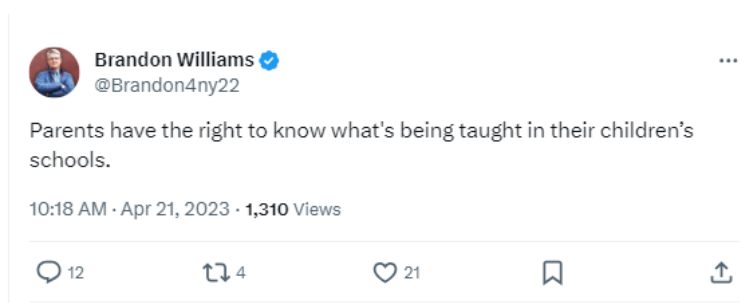 Brandon Williams
@Brandon4ny22
Parents have the right to know what's being taught in their children’s
schools.
10:18 AM · Apr 21, 2023 · 1,310 Views
12 4 21